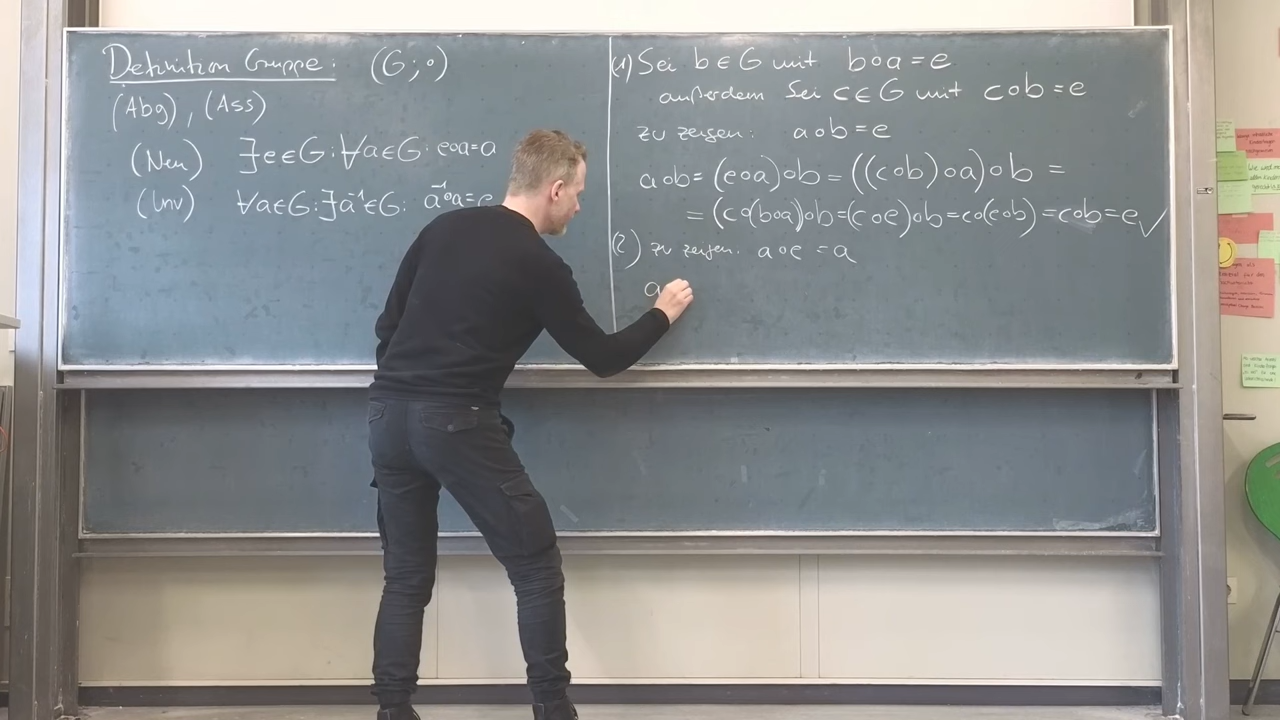 Definition Gruppe: (G;∘)
(Abg), (Ass)
(Neu) ∃e∈G:∀a∈G: e∘a=a
(Inv) ∀a∈G:∃a⁻¹∈G: a⁻¹∘a=e
(1) Sei b∈G mit b∘a=e
außerdem sei c∈G mit c∘b=e
zu zeigen: a∘b=e
a∘b=(e∘a)∘b=((c∘b)∘a)∘b=
=(c∘(b∘a)∘b=(c∘e)∘b=c∘(e∘b)=c∘b=e✓
(2) zu zeigen: a∘e=a
a